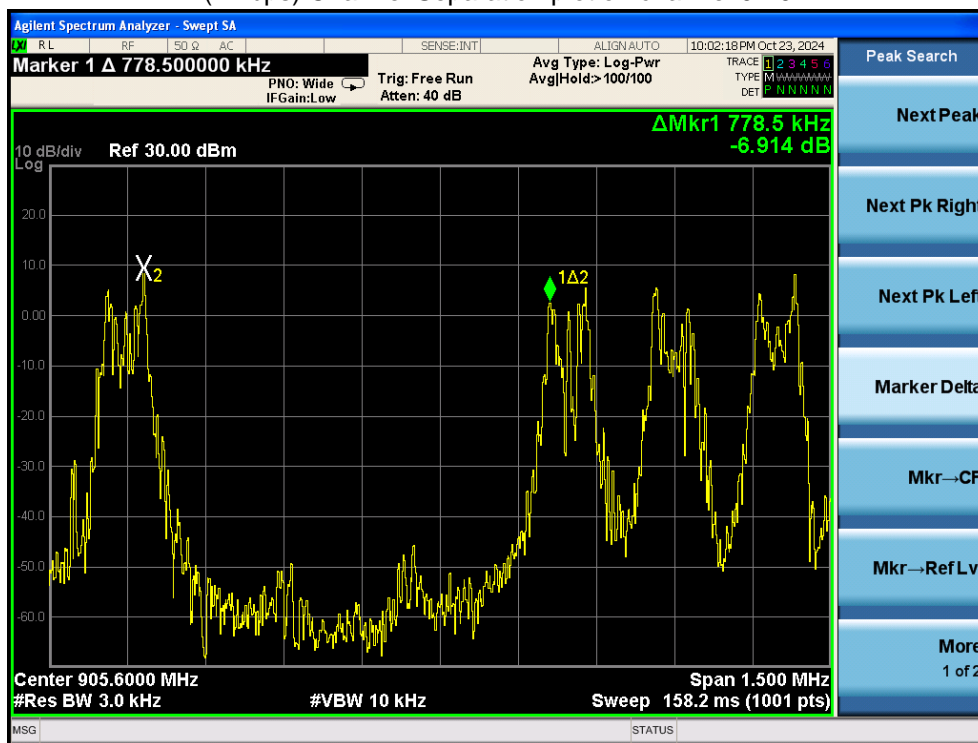 Agilent Spectrum Analyzer - Swept SA
LXI RL RF 50 Ω AC SENSE:INT ALIGN AUTO 10:02:18 PM Oct 23, 2024
Marker 1 Δ 778.500000 kHz
PNO: Wide
IFGain:Low
Trig: Free Run
Atten: 40 dB
Avg Type: Log-Pwr
Avg|Hold:>100/100
TRACE 1 2 3 4 5 6
TYPE M
DET P N N N N N
ΔMkr1 778.5 kHz
-6.914 dB
10 dB/div Ref 30.00 dBm
Log
20.0
10.0
0.00
-10.0
-20.0
-30.0
-40.0
-50.0
-60.0
X2
1Δ2
Center 905.6000 MHz Span 1.500 MHz
#Res BW 3.0 kHz #VBW 10 kHz Sweep 158.2 ms (1001 pts)
MSG STATUS
Peak Search
Next Peak
Next Pk Right
Next Pk Left
Marker Delta
Mkr→CF
Mkr→Ref Lv
More
1 of 2